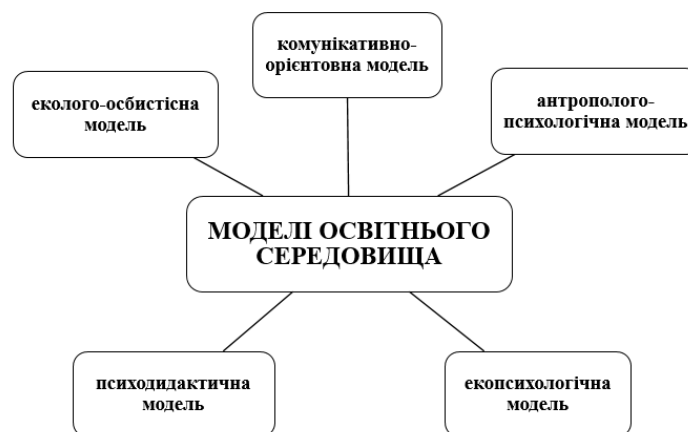 комунікативно-
орієнтовна модель
еколого-осбистісна
модель
антрополого-
психологічна модель
МОДЕЛІ ОСВІТНЬОГО
СЕРЕДОВИЩА
психодидактична
модель
екопсихологічна
модель